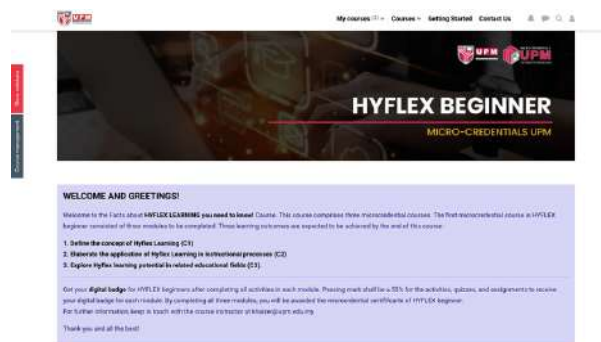 UPM
My courses Courses Getting Started Contact Us
UPM UPM
HYFLEX BEGINNER
MICRO-CREDENTIALS UPM
Course management
WELCOME AND GREETINGS!
Welcome to the Facts about HYFLEX LEARNING you need to know! Course. This course comprises three microcredential courses. The first microcredential course is HYFLEX
beginner consisted of three modules to be completed. Three learning outcomes are expected to be achieved by the end of this course:
1. Define the concept of Hyflex Learning (C1)
2. Elaborate the application of Hyflex Learning in instructional processes (C2)
3. Explore Hyflex learning potential in related educational fields (C3).
Get your digital badge for HYFLEX beginners after completing all activities in each module. Passing mark shall be 55% for the activities, quizzes, and assignments to receive
your digital badge for each module. By completing all three modules, you will be awarded the microcredential certificate of HYFLEX beginner.
For further information, keep in touch with the course instructor at
Thank you and all the best!